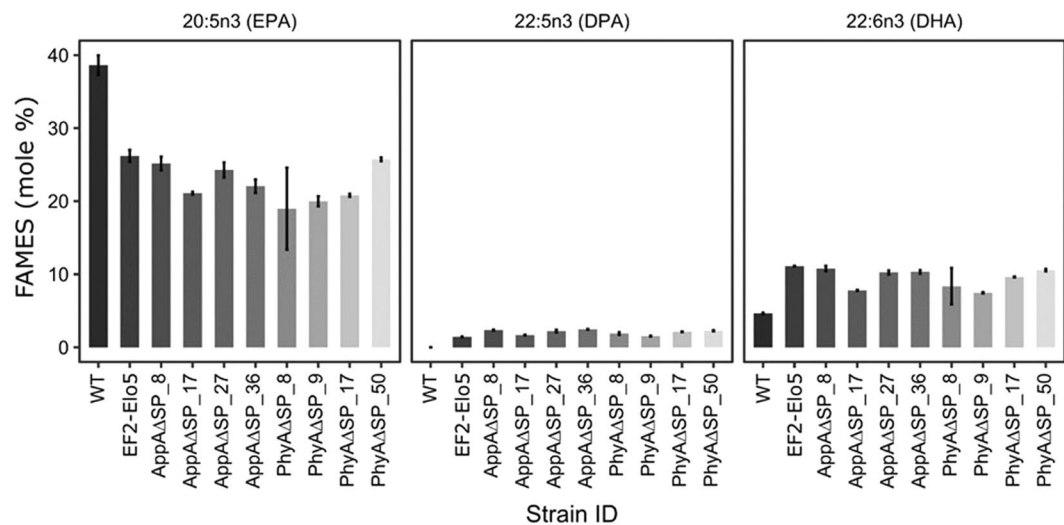 20:5n3 (EPA) 22:5n3 (DPA) 22:6n3 (DHA)
FAMES (mole %)
40
30
20
10
0
WT EF2-Elo5 AppAΔSP_8 AppAΔSP_17 AppAΔSP_27 AppAΔSP_36 PhyAΔSP_8 PhyAΔSP_9 PhyAΔSP_17 PhyAΔSP_50
WT EF2-Elo5 AppAΔSP_8 AppAΔSP_17 AppAΔSP_27 AppAΔSP_36 PhyAΔSP_8 PhyAΔSP_9 PhyAΔSP_17 PhyAΔSP_50
WT EF2-Elo5 AppAΔSP_8 AppAΔSP_17 AppAΔSP_27 AppAΔSP_36 PhyAΔSP_8 PhyAΔSP_9 PhyAΔSP_17 PhyAΔSP_50
Strain ID